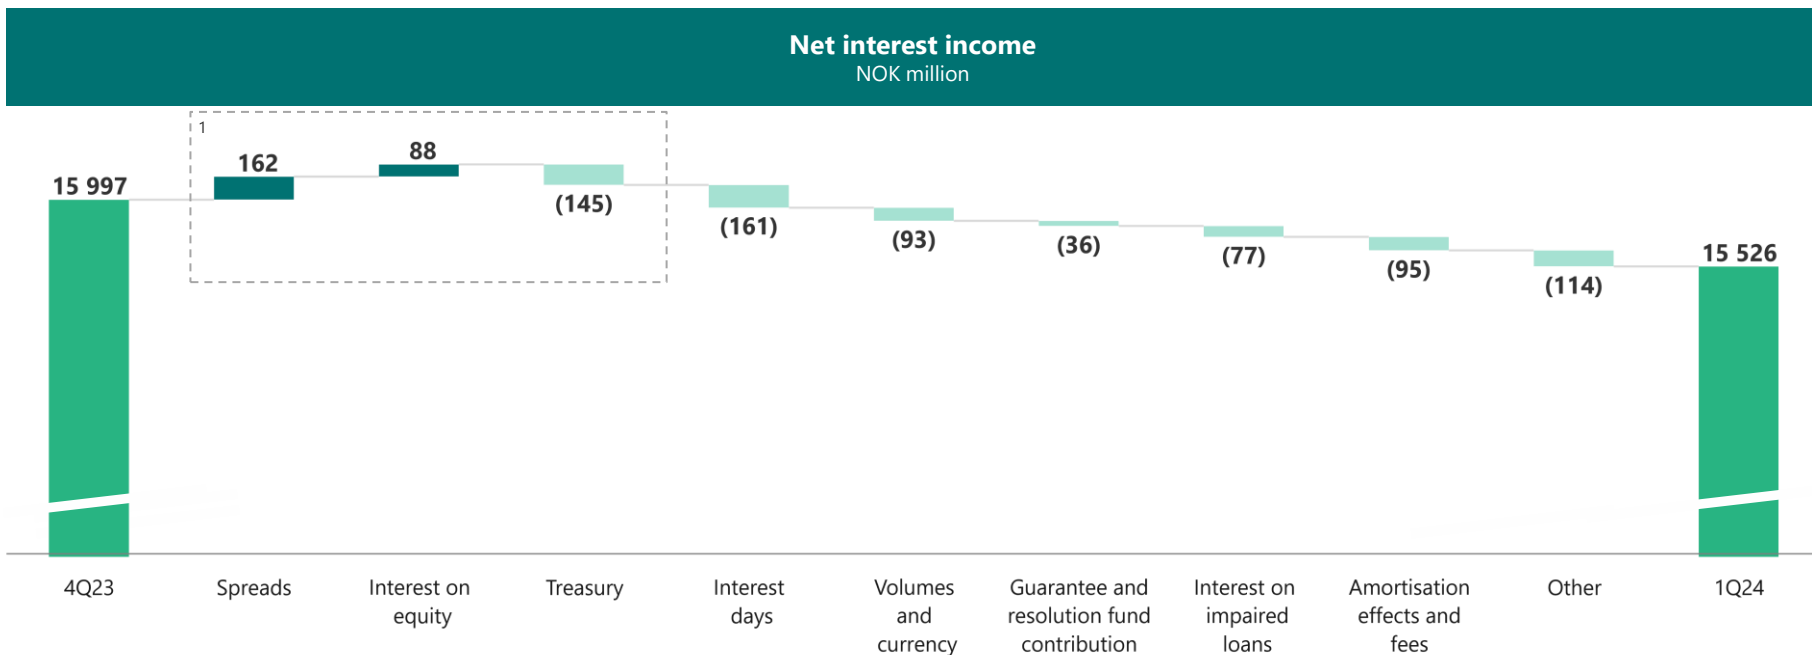 Net interest income
NOK million
1
15 997
162
88
(145)
(161)
(93)
(36)
(77)
(95)
(114)
15 526
4Q23
Spreads
Interest on
equity
Treasury
Interest
days
Volumes
and
currency
Guarantee and
resolution fund
contribution
Interest on
impaired
loans
Amortisation
effects and
fees
Other
1Q24